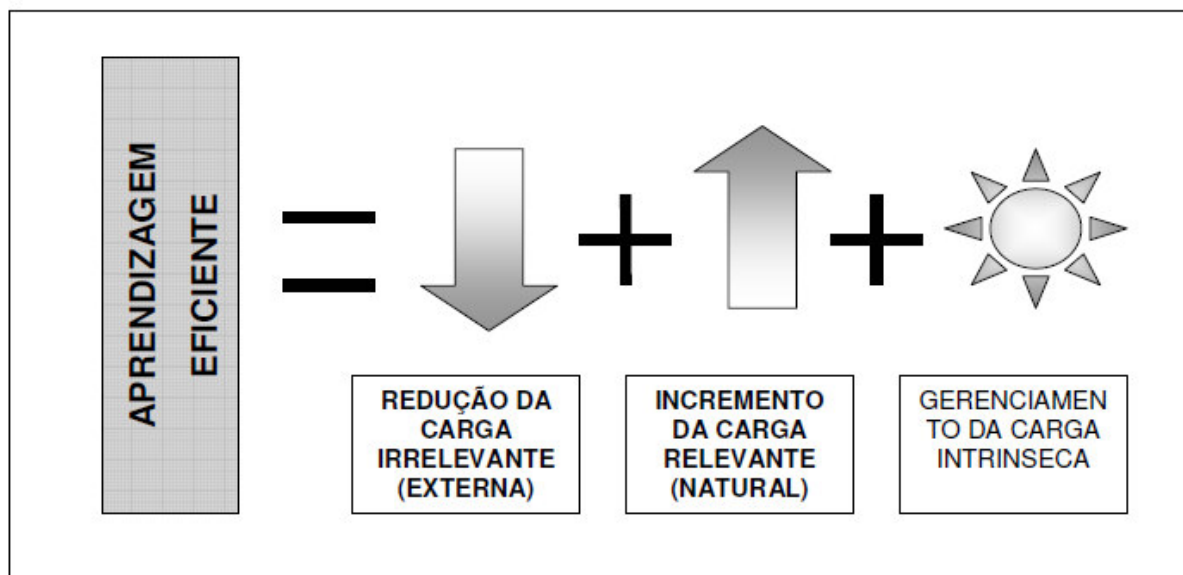 APRENDIZAGEM
EFICIENTE
REDUÇÃO DA
CARGA
IRRELEVANTE
(EXTERNA)
INCREMENTO
DA CARGA
RELEVANTE
(NATURAL)
GERENCIAMEN
TO DA CARGA
INTRINSECA